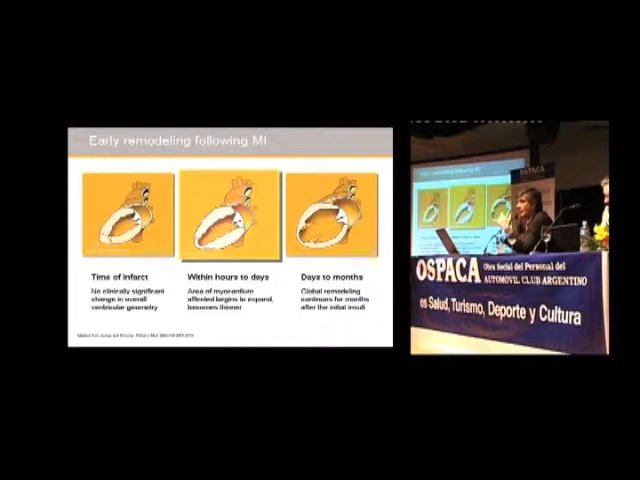 Early remodeling following MI
Time of infarct
No clinically significant
change in overall
ventricular geometry
Within hours to days
Area of myocardium
affected begins to expand,
becomes thinner
Days to months
Global remodeling
continues for months
after the initial insult
OSPACA
OSPACA
Obra Social del Personal del
AUTOMOVIL CLUB ARGENTINO
es Salud, Turismo, Deporte y Cultura